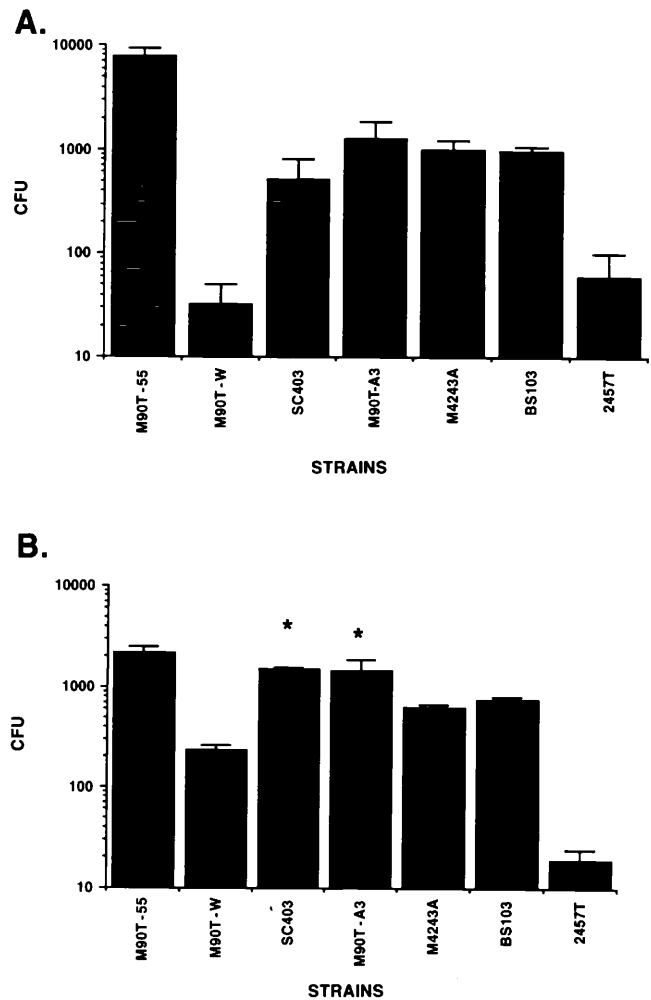 A.
10000
1000
100
10
CFU
M90T-55
M90T-W
SC403
M90T-A3
M4243A
BS103
2457T
STRAINS
B.
10000
1000
100
10
CFU
*
*
M90T-55
M90T-W
SC403
M90T-A3
M4243A
BS103
2457T
STRAINS